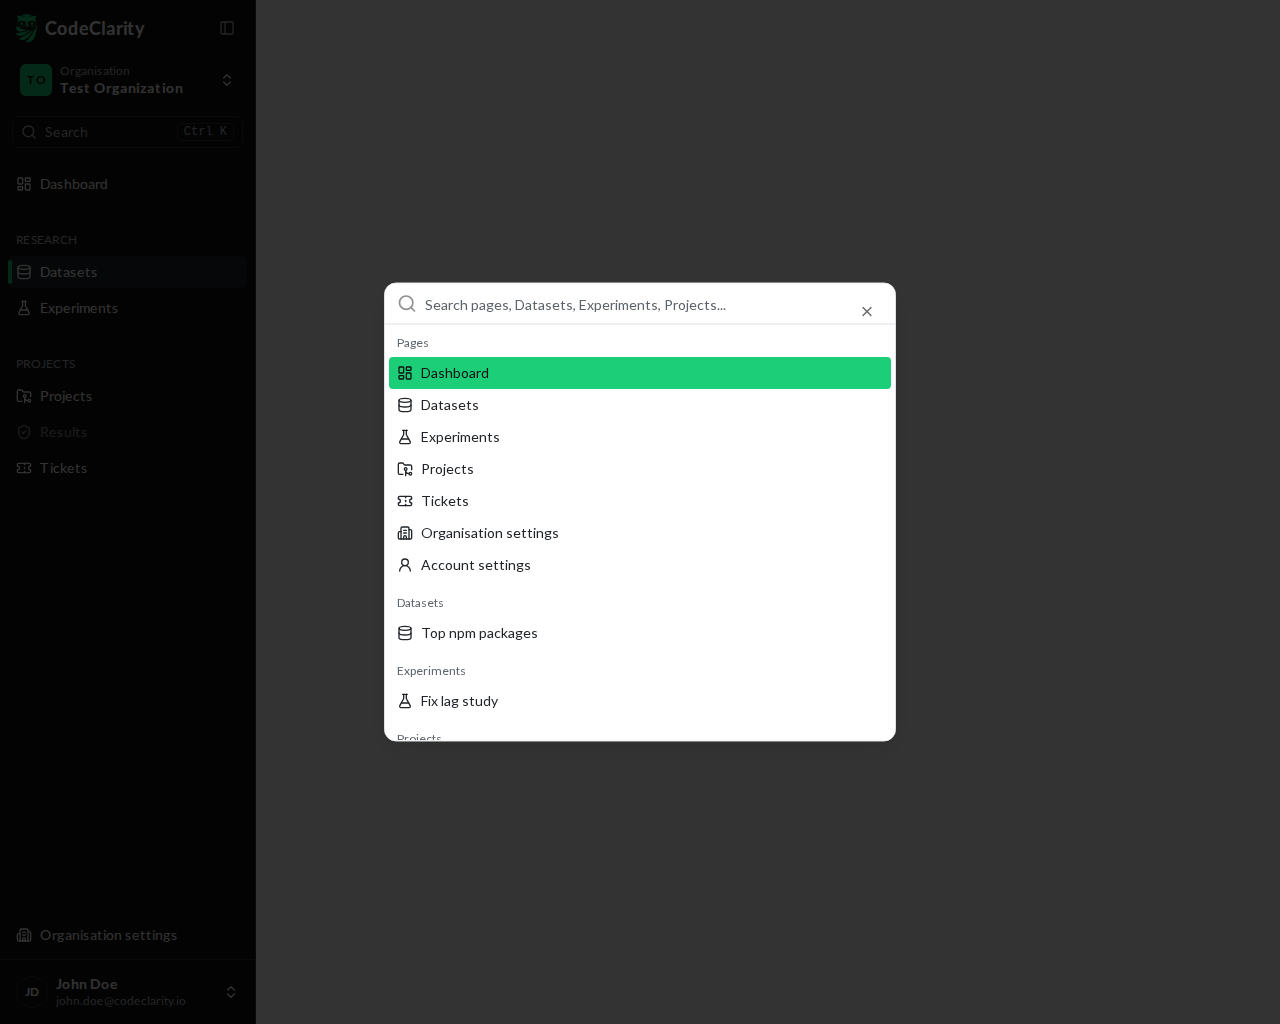 CodeClarity
TO
Organisation
Test Organization
Search
Ctrl K
Dashboard
RESEARCH
Datasets
Experiments
PROJECTS
Projects
Results
Tickets
Organisation settings
JD
John Doe
john.doe@codeclarity.io
Search pages, Datasets, Experiments, Projects...
Pages
Dashboard
Datasets
Experiments
Projects
Tickets
Organisation settings
Account settings
Datasets
Top npm packages
Experiments
Fix lag study
Projects